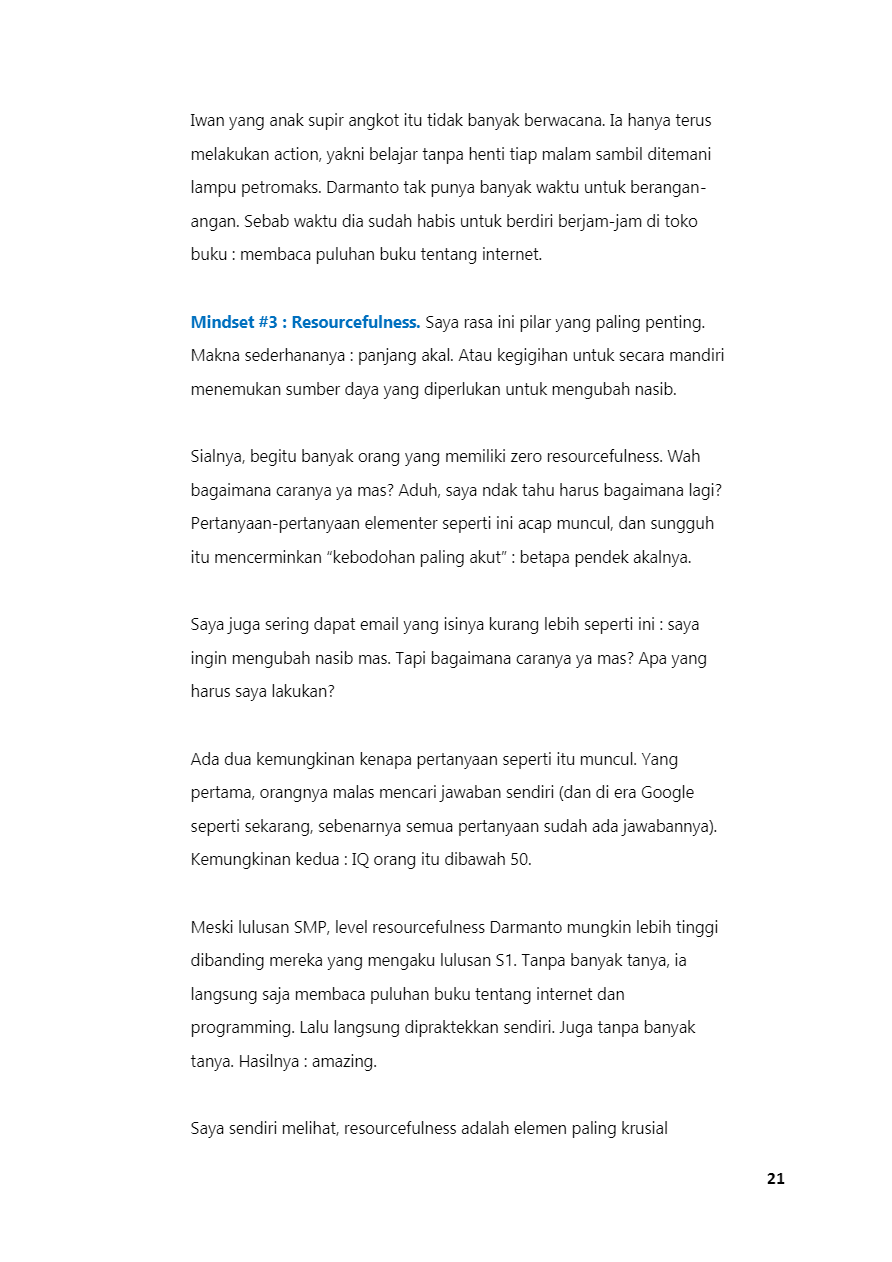 Iwan yang anak supir angkot itu tidak banyak berwacana. Ia hanya terus
melakukan action, yakni belajar tanpa henti tiap malam sambil ditemani
lampu petromaks. Darmanto tak punya banyak waktu untuk berangan-
angan. Sebab waktu dia sudah habis untuk berdiri berjam-jam di toko
buku : membaca puluhan buku tentang internet.
Mindset #3 : Resourcefulness. Saya rasa ini pilar yang paling penting.
Makna sederhananya : panjang akal. Atau kegigihan untuk secara mandiri
menemukan sumber daya yang diperlukan untuk mengubah nasib.
Sialnya, begitu banyak orang yang memiliki zero resourcefulness. Wah
bagaimana caranya ya mas? Aduh, saya ndak tahu harus bagaimana lagi?
Pertanyaan-pertanyaan elementer seperti ini acap muncul, dan sungguh
itu mencerminkan “kebodohan paling akut” : betapa pendek akalnya.
Saya juga sering dapat email yang isinya kurang lebih seperti ini : saya
ingin mengubah nasib mas. Tapi bagaimana caranya ya mas? Apa yang
harus saya lakukan?
Ada dua kemungkinan kenapa pertanyaan seperti itu muncul. Yang
pertama, orangnya malas mencari jawaban sendiri (dan di era Google
seperti sekarang, sebenarnya semua pertanyaan sudah ada jawabannya).
Kemungkinan kedua : IQ orang itu dibawah 50.
Meski lulusan SMP, level resourcefulness Darmanto mungkin lebih tinggi
dibanding mereka yang mengaku lulusan S1. Tanpa banyak tanya, ia
langsung saja membaca puluhan buku tentang internet dan
programming. Lalu langsung dipraktekkan sendiri. Juga tanpa banyak
tanya. Hasilnya : amazing.
Saya sendiri melihat, resourcefulness adalah elemen paling krusial
21